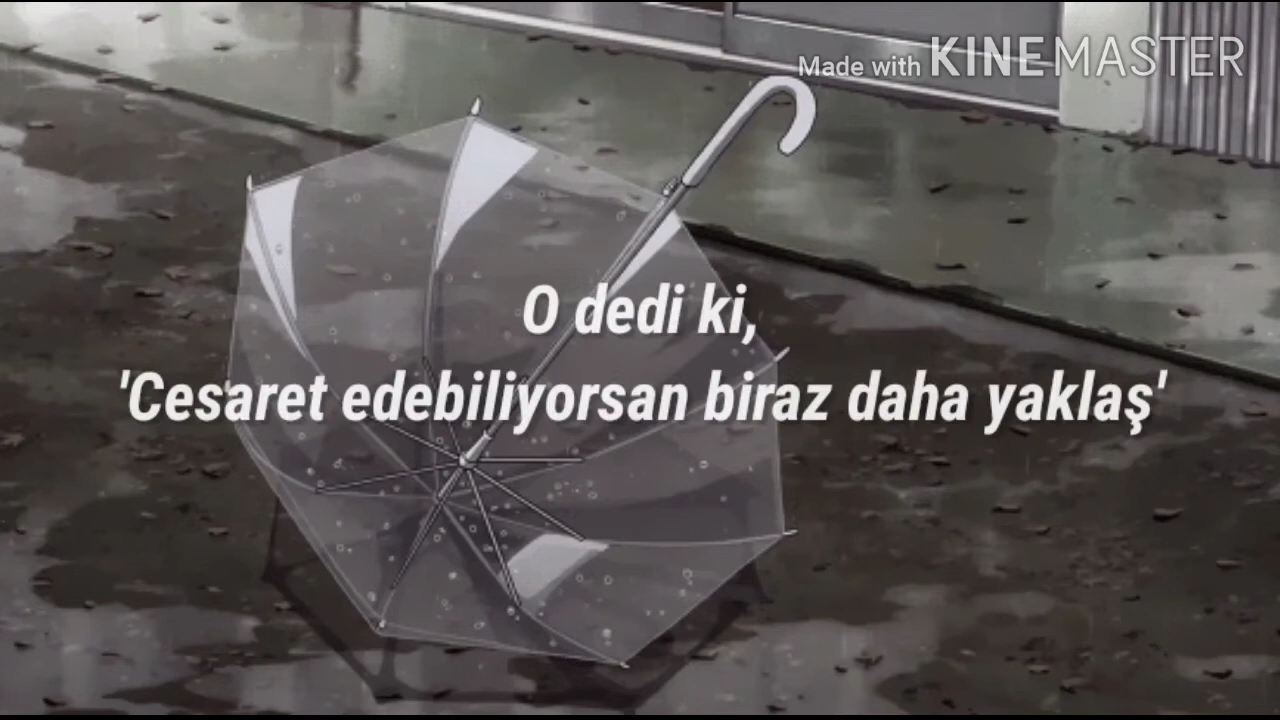 Made with KINEMASTER
O dedi ki,
'Cesaret edebiliyorsan biraz daha yaklaş'